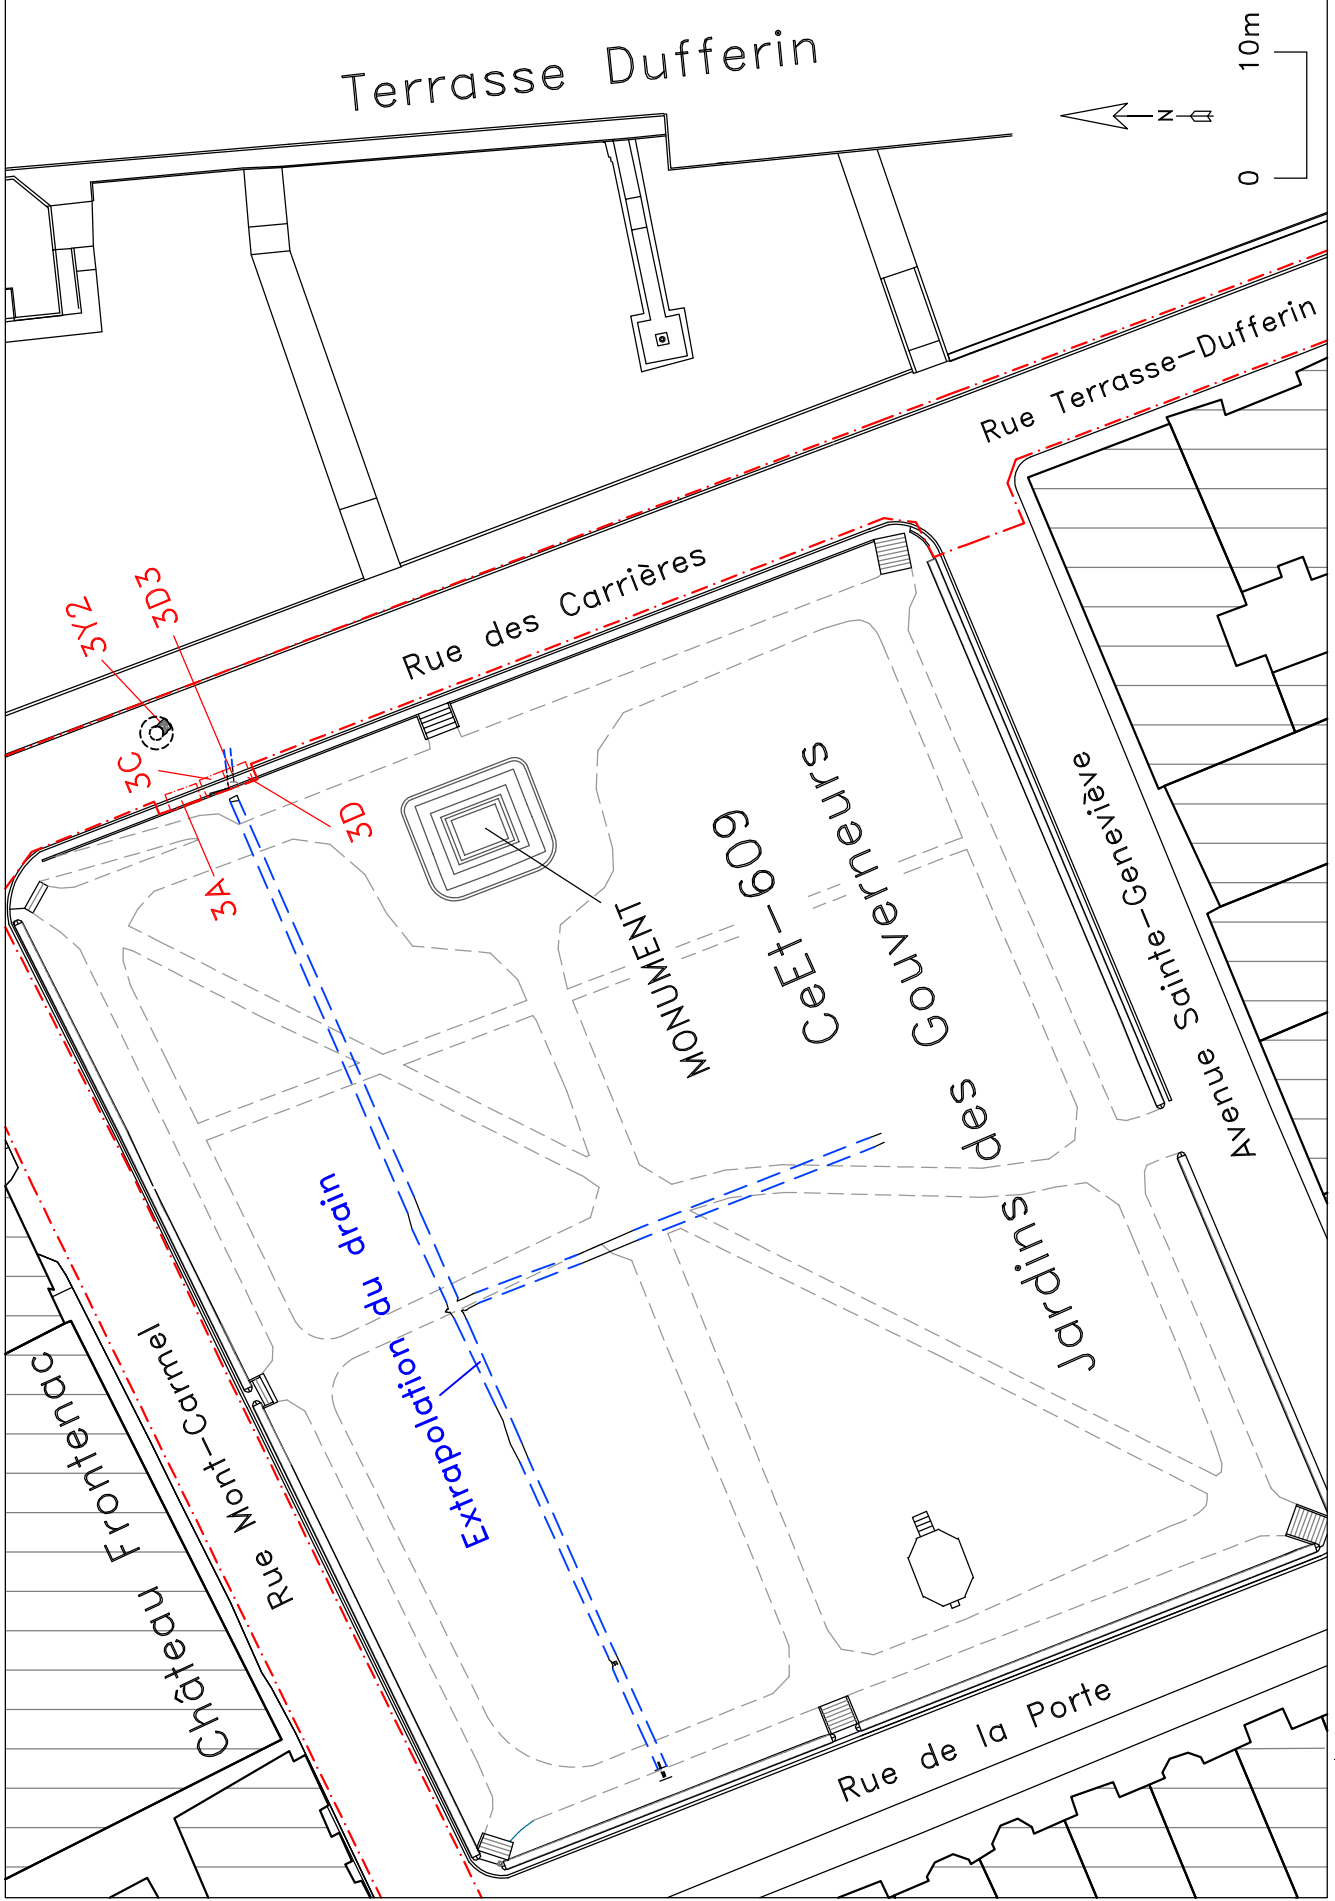 Terrasse Dufferin
10m
0
N
Rue Terrasse-Dufferin
Rue des Carrières
3Y2
3D3
3C
3D
3A
MONUMENT
CeEt-609
Jardins des Gouverneurs
Avenue Sainte-Geneviève
Extrapolation du drain
Château Frontenac
Rue Mont-Carmel
Rue de la Porte